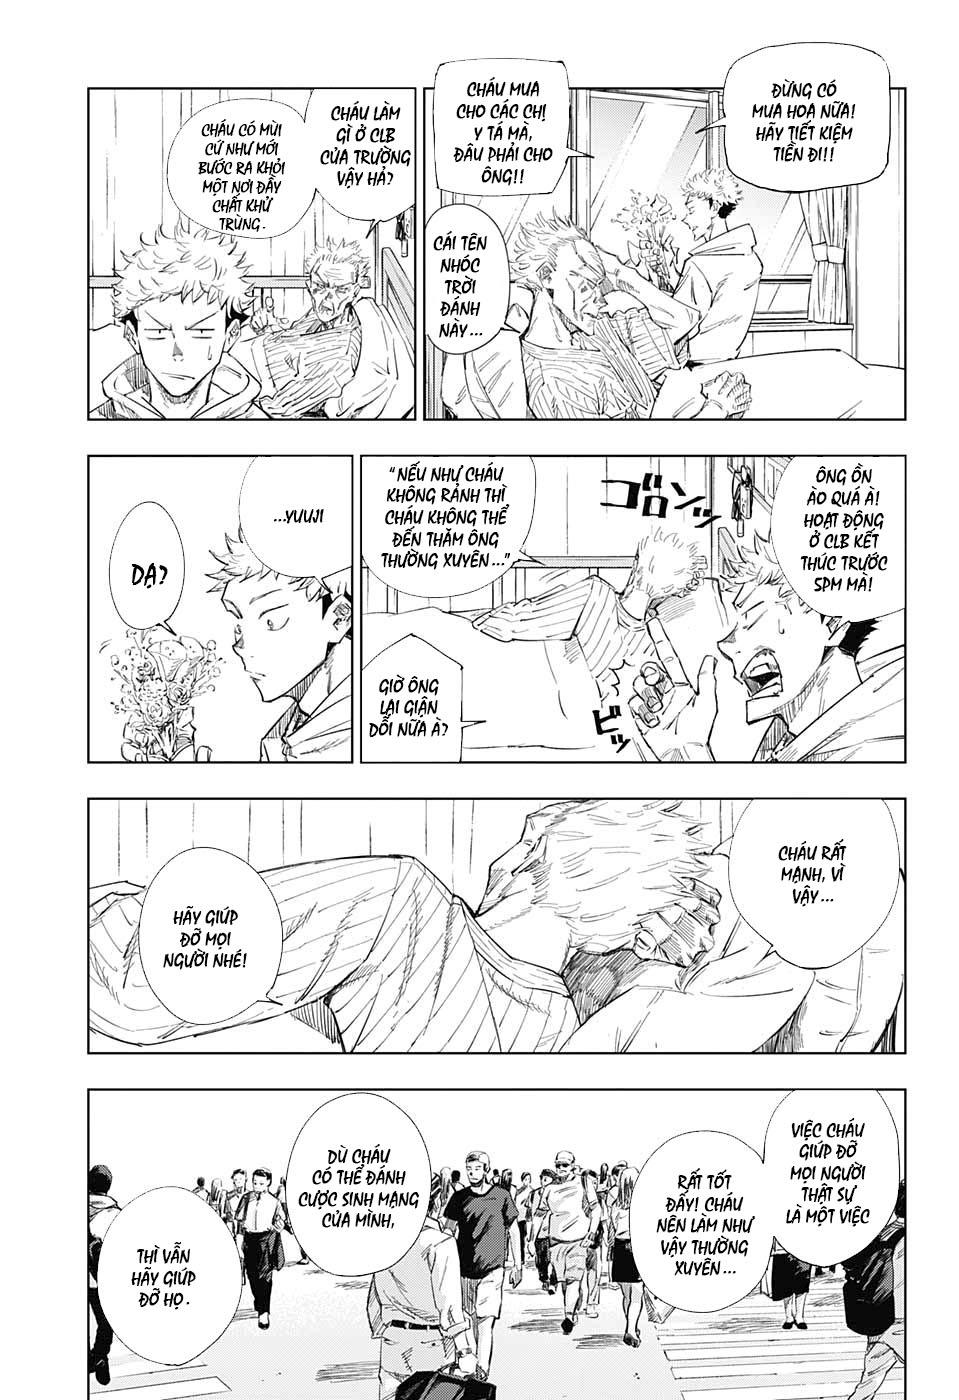 ĐỪNG CÓ
MUA HOA NỮA!
HÃY TIẾT KIỆM
TIỀN ĐI!!!
CHÁU MUA
CHO CÁC CHỊ
Y TÁ MÀ,
ĐÂU PHẢI CHO
ÔNG!!
CÁI TÊN
NHÓC
TRỜI
ĐÁNH
NÀY...
CHÁU LÀM
GÌ Ở CLB
CỦA TRƯỜNG
VẬY HẢ?
CHÁU CÓ MÙI
CỨ NHƯ MỚI
BƯỚC RA KHỎI
MỘT NƠI ĐẦY
CHẤT KHỬ
TRÙNG.
ÔNG ỒN
ÀO QUÁ À!
HOẠT ĐỘNG
Ở CLB KẾT
THÚC TRƯỚC
5PM MÀ!
ゴロンッ
"NẾU NHƯ CHÁU
KHÔNG RẢNH THÌ
CHÁU KHÔNG THỂ
ĐẾN THĂM ÔNG
THƯỜNG XUYÊN..."
ビッ
GIỜ ÔNG
LẠI GIẬN
DỖI NỮA À?
...YUUJI
DẠ?
CHÁU RẤT
MẠNH, VÌ
VẬY...
HÃY GIÚP
ĐỠ MỌI
NGƯỜI NHÉ!
VIỆC CHÁU
GIÚP ĐỠ
MỌI NGƯỜI
THẬT SỰ
LÀ MỘT VIỆC
RẤT TỐT
ĐẤY! CHÁU
NÊN LÀM NHƯ
VẬY THƯỜNG
XUYÊN...
DÙ CHÁU
CÓ THỂ ĐÁNH
CƯỢC SINH MẠNG
CỦA MÌNH,
THÌ VẪN
HÃY GIÚP
ĐỠ HỌ.